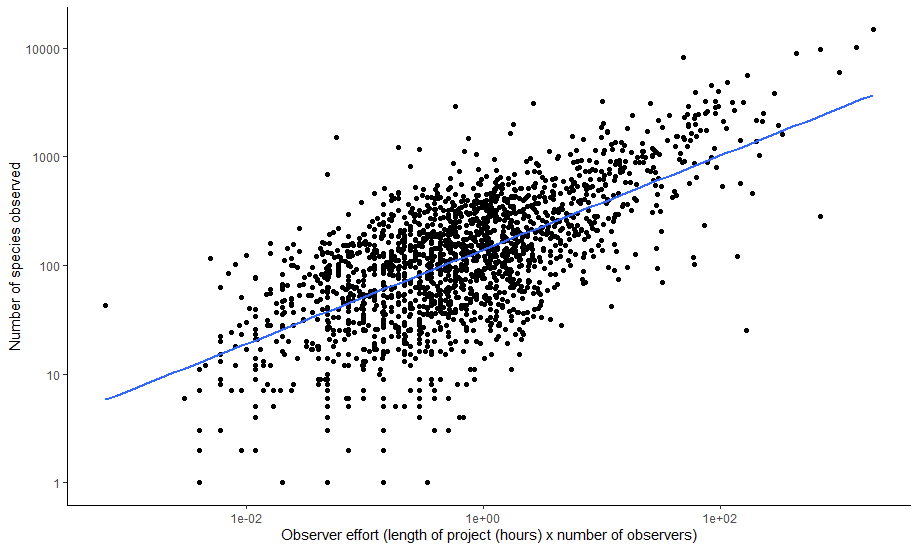 10000
1000
100
10
1
Number of species observed
1e-02 1e+00 1e+02
Observer effort (length of project (hours) x number of observers)